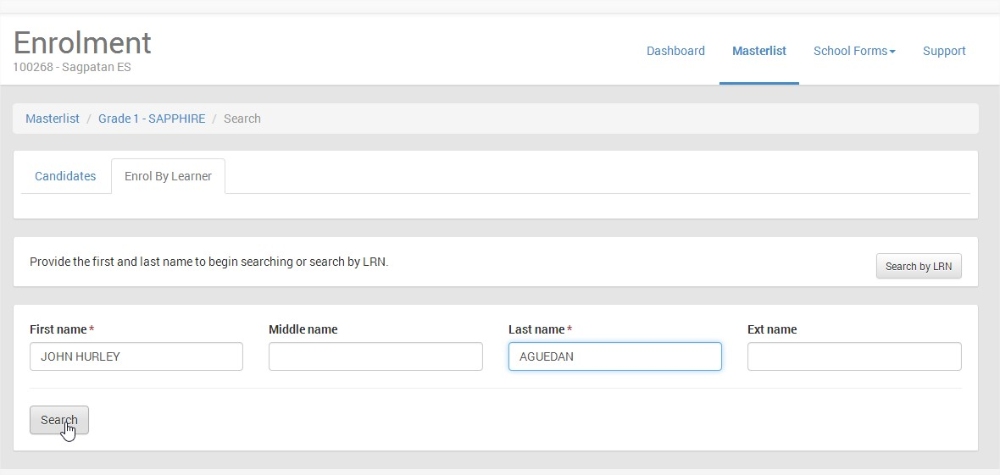 Enrolment
100268 - Sagpatan ES
Dashboard Masterlist School Forms Support
Masterlist / Grade 1 - SAPPHIRE / Search
Candidates Enrol By Learner
Provide the first and last name to begin searching or search by LRN.
Search by LRN
First name * Middle name Last name * Ext name
JOHN HURLEY AGUEDAN
Search